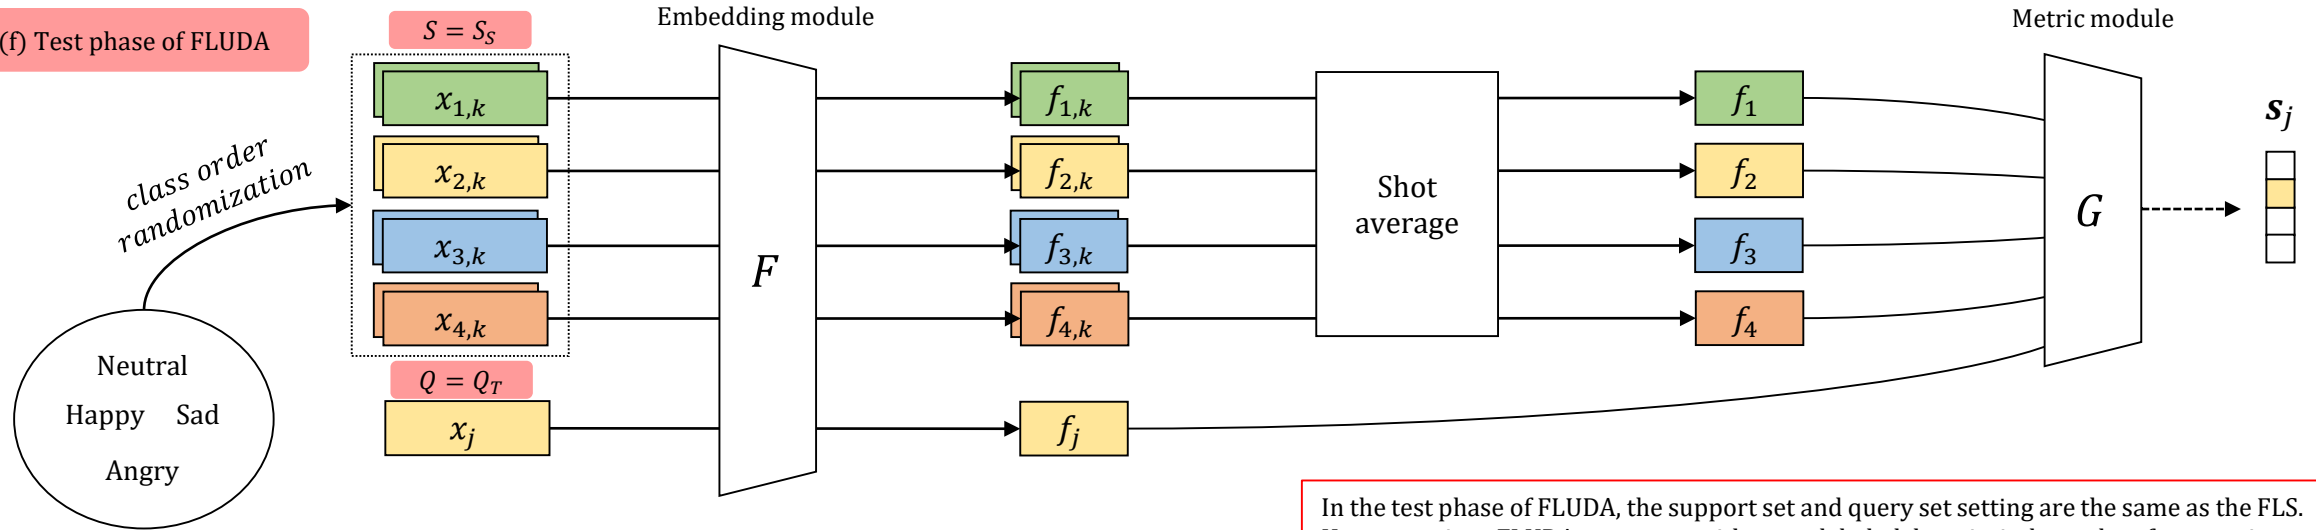 (f) Test phase of FLUDA
S = S_S
Embedding module
Metric module
class order
randomization
x_{1,k}
x_{2,k}
x_{3,k}
x_{4,k}
F
f_{1,k}
f_{2,k}
f_{3,k}
f_{4,k}
Shot
average
f_1
f_2
f_3
f_4
G
s_j
Neutral
Happy Sad
Angry
Q = Q_T
x_j
f_j
In the test phase of FLUDA, the support set and query set setting are the same as the FLS.